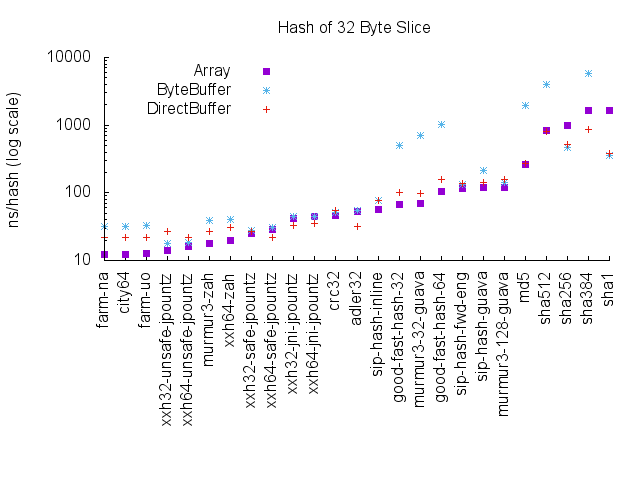 Hash of 32 Byte Slice
ns/hash (log scale)
10000
1000
100
10
Array
ByteBuffer
DirectBuffer
farm-na
city64
farm-uo
xxh32-unsafe-jpountz
xxh64-unsafe-jpountz
murmur3-zah
xxh64-zah
xxh32-safe-jpountz
xxh64-safe-jpountz
xxh32-jni-jpountz
xxh64-jni-jpountz
crc32
adler32
sip-hash-inline
good-fast-hash-32
murmur3-32-guava
good-fast-hash-64
sip-hash-fwd-eng
sip-hash-guava
murmur3-128-guava
md5
sha512
sha256
sha384
sha1